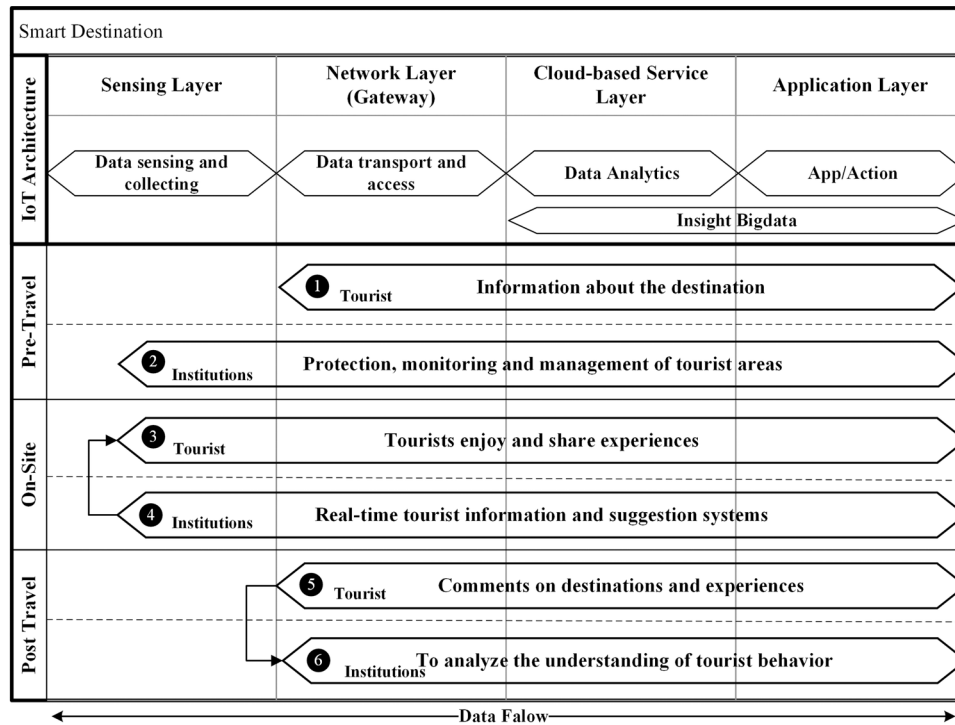 Smart Destination
IoT Architecture
Sensing Layer
Network Layer
(Gateway)
Cloud-based Service
Layer
Application Layer
Data sensing and
collecting
Data transport and
access
Data Analytics
App/Action
Insight Bigdata
Pre-Travel
1
Tourist
Information about the destination
2
Institutions
Protection, monitoring and management of tourist areas
On-Site
3
Tourist
Tourists enjoy and share experiences
4
Institutions
Real-time tourist information and suggestion systems
Post Travel
5
Tourist
Comments on destinations and experiences
6
Institutions
To analyze the understanding of tourist behavior
Data Falow